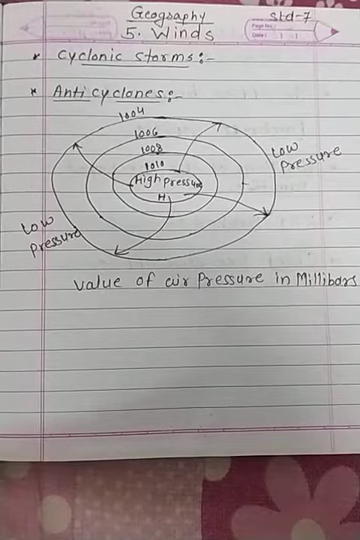 Geography
std-7
5. Winds
Page No.
Date
* Cyclonic storms:-
* Anticyclones:-
1004
1006
1008
1010
High Pressure
H
Low Pressure
Low Pressure
value of air Pressure in Millibars